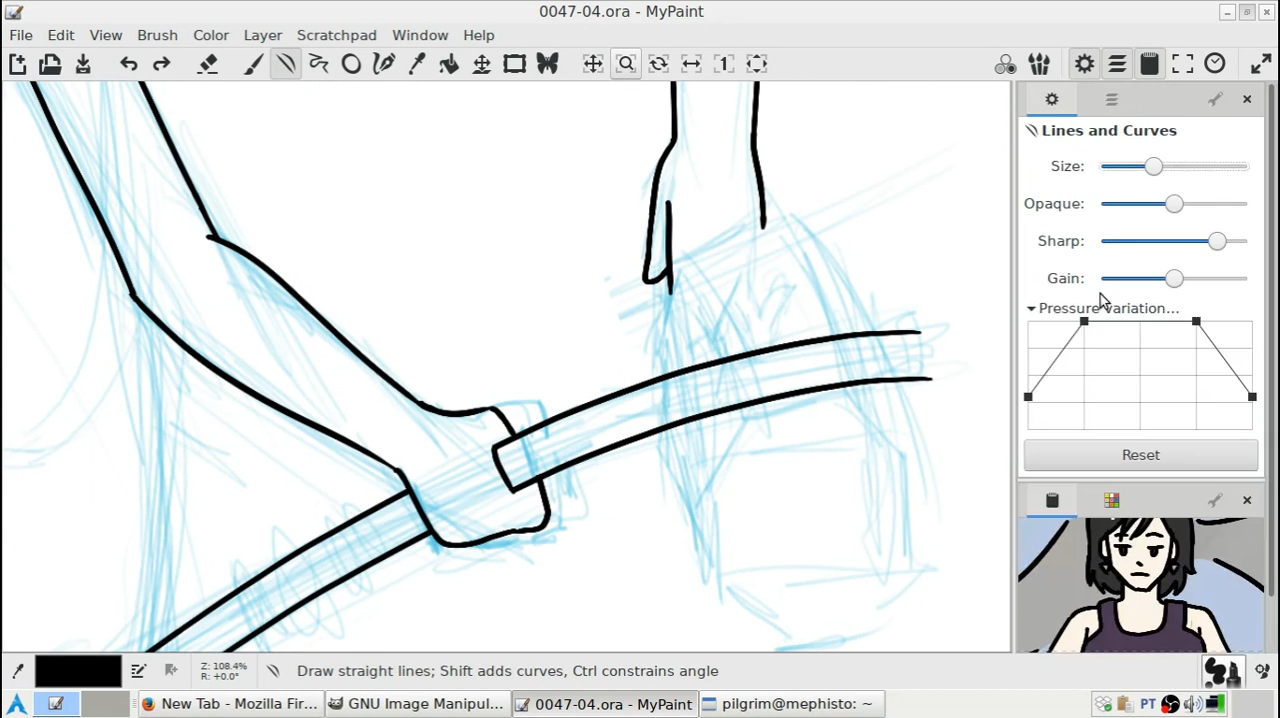 0047-04.ora - MyPaint
File Edit View Brush Color Layer Scratchpad Window Help
1
Lines and Curves
Size:
Opaque:
Sharp:
Gain:
Pressure Variation...
Reset
Z: 108.4%
R: +0.0°
Draw straight lines; Shift adds curves, Ctrl constrains angle
New Tab - Mozilla Fir... GNU Image Manipul... 0047-04.ora - MyPaint pilgrim@mephisto: ~ PT